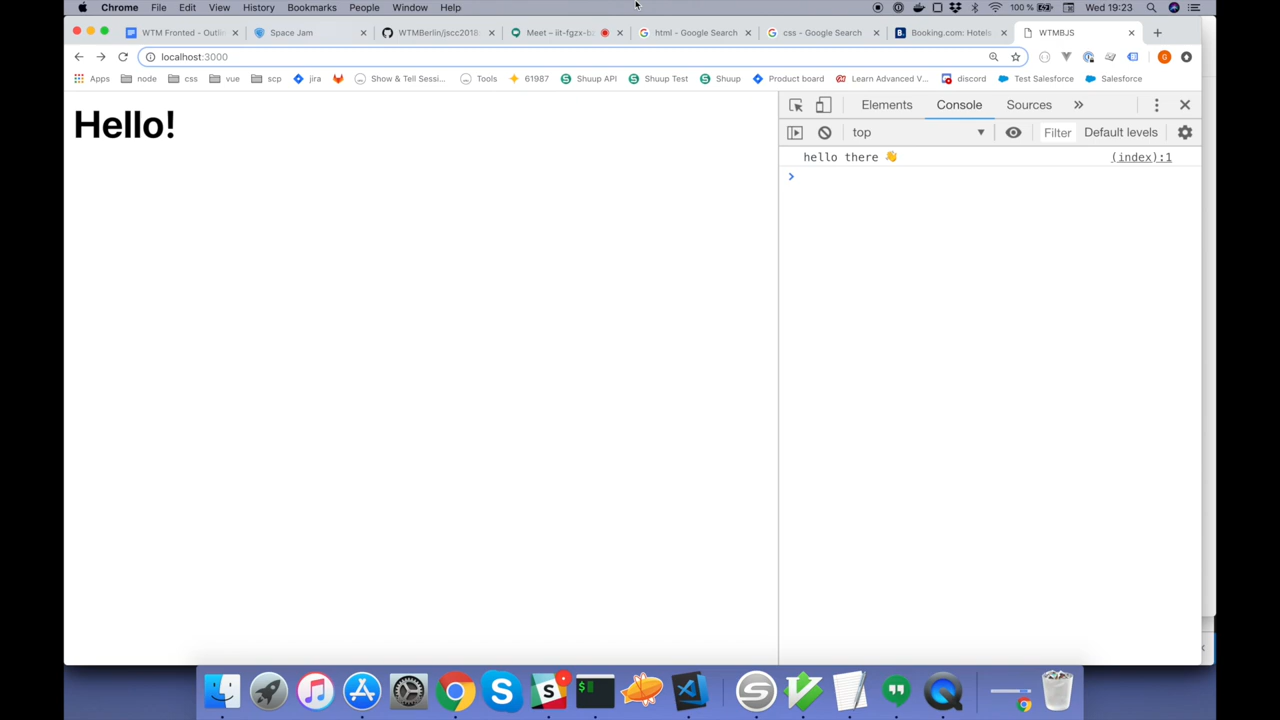 Chrome File Edit View History Bookmarks People Window Help 100 % Wed 19:23
WTM Fronted - Outli Space Jam WTMBerlin/jscc2018 Meet – iit-fgzx-b html - Google Search css - Google Search Booking.com: Hotels WTMBJS
localhost:3000
Apps node css vue scp jira Show & Tell Sessi... Tools 61987 Shuup API Shuup Test Shuup Product board Learn Advanced V... discord Test Salesforce Salesforce
Hello!
Elements Console Sources
top Filter Default levels
hello there 👋 (index):1